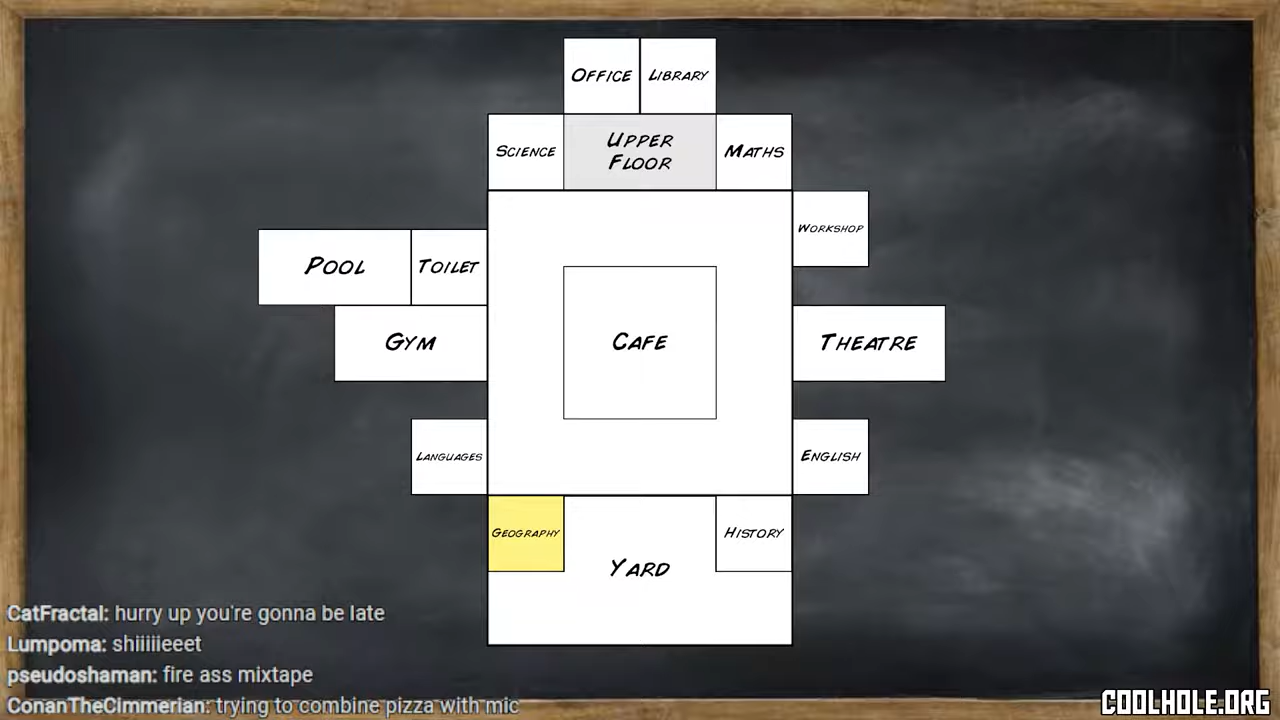 OFFICE
LIBRARY
SCIENCE
UPPER
FLOOR
MATHS
WORKSHOP
POOL
TOILET
GYM
CAFE
THEATRE
LANGUAGES
ENGLISH
GEOGRAPHY
HISTORY
YARD
CatFractal: hurry up you're gonna be late
Lumpoma: shiiiiieeet
pseudoshaman: fire ass mixtape
ConanTheCimmerian: trying to combine pizza with mic
COOLHOLE.ORG